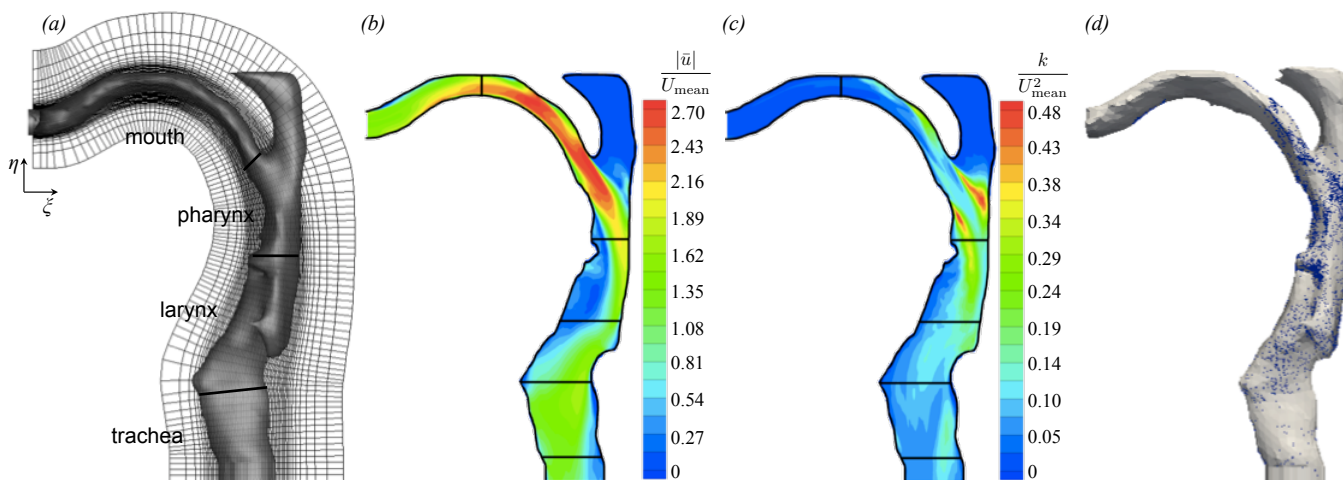 (a)
mouth
η
ξ
pharynx
larynx
trachea
(b)
|ū|
U_mean
2.70
2.43
2.16
1.89
1.62
1.35
1.08
0.81
0.54
0.27
0
(c)
k
U²_mean
0.48
0.43
0.38
0.34
0.29
0.24
0.19
0.14
0.10
0.05
0
(d)